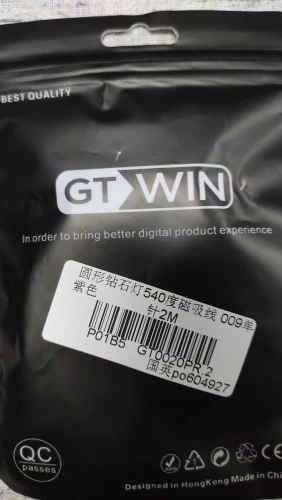 BEST QUALITY
GT WIN
In order to bring better digital product experience
圆形钻石灯540度磁吸线 009单
紫色 针2M
P01B5 GT0020PR.2
国英po604927
QC
passes
Designed in HongKong Made in Chi